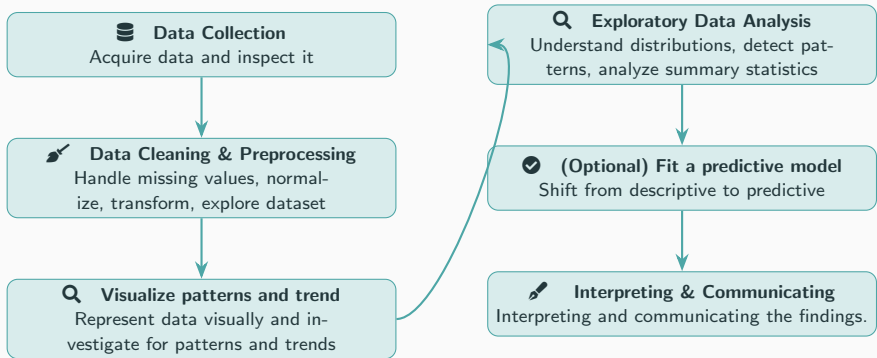 Data Collection
Acquire data and inspect it
Data Cleaning & Preprocessing
Handle missing values, normal-
ize, transform, explore dataset
Visualize patterns and trend
Represent data visually and in-
vestigate for patterns and trends
Exploratory Data Analysis
Understand distributions, detect pat-
terns, analyze summary statistics
(Optional) Fit a predictive model
Shift from descriptive to predictive
Interpreting & Communicating
Interpreting and communicating the findings.